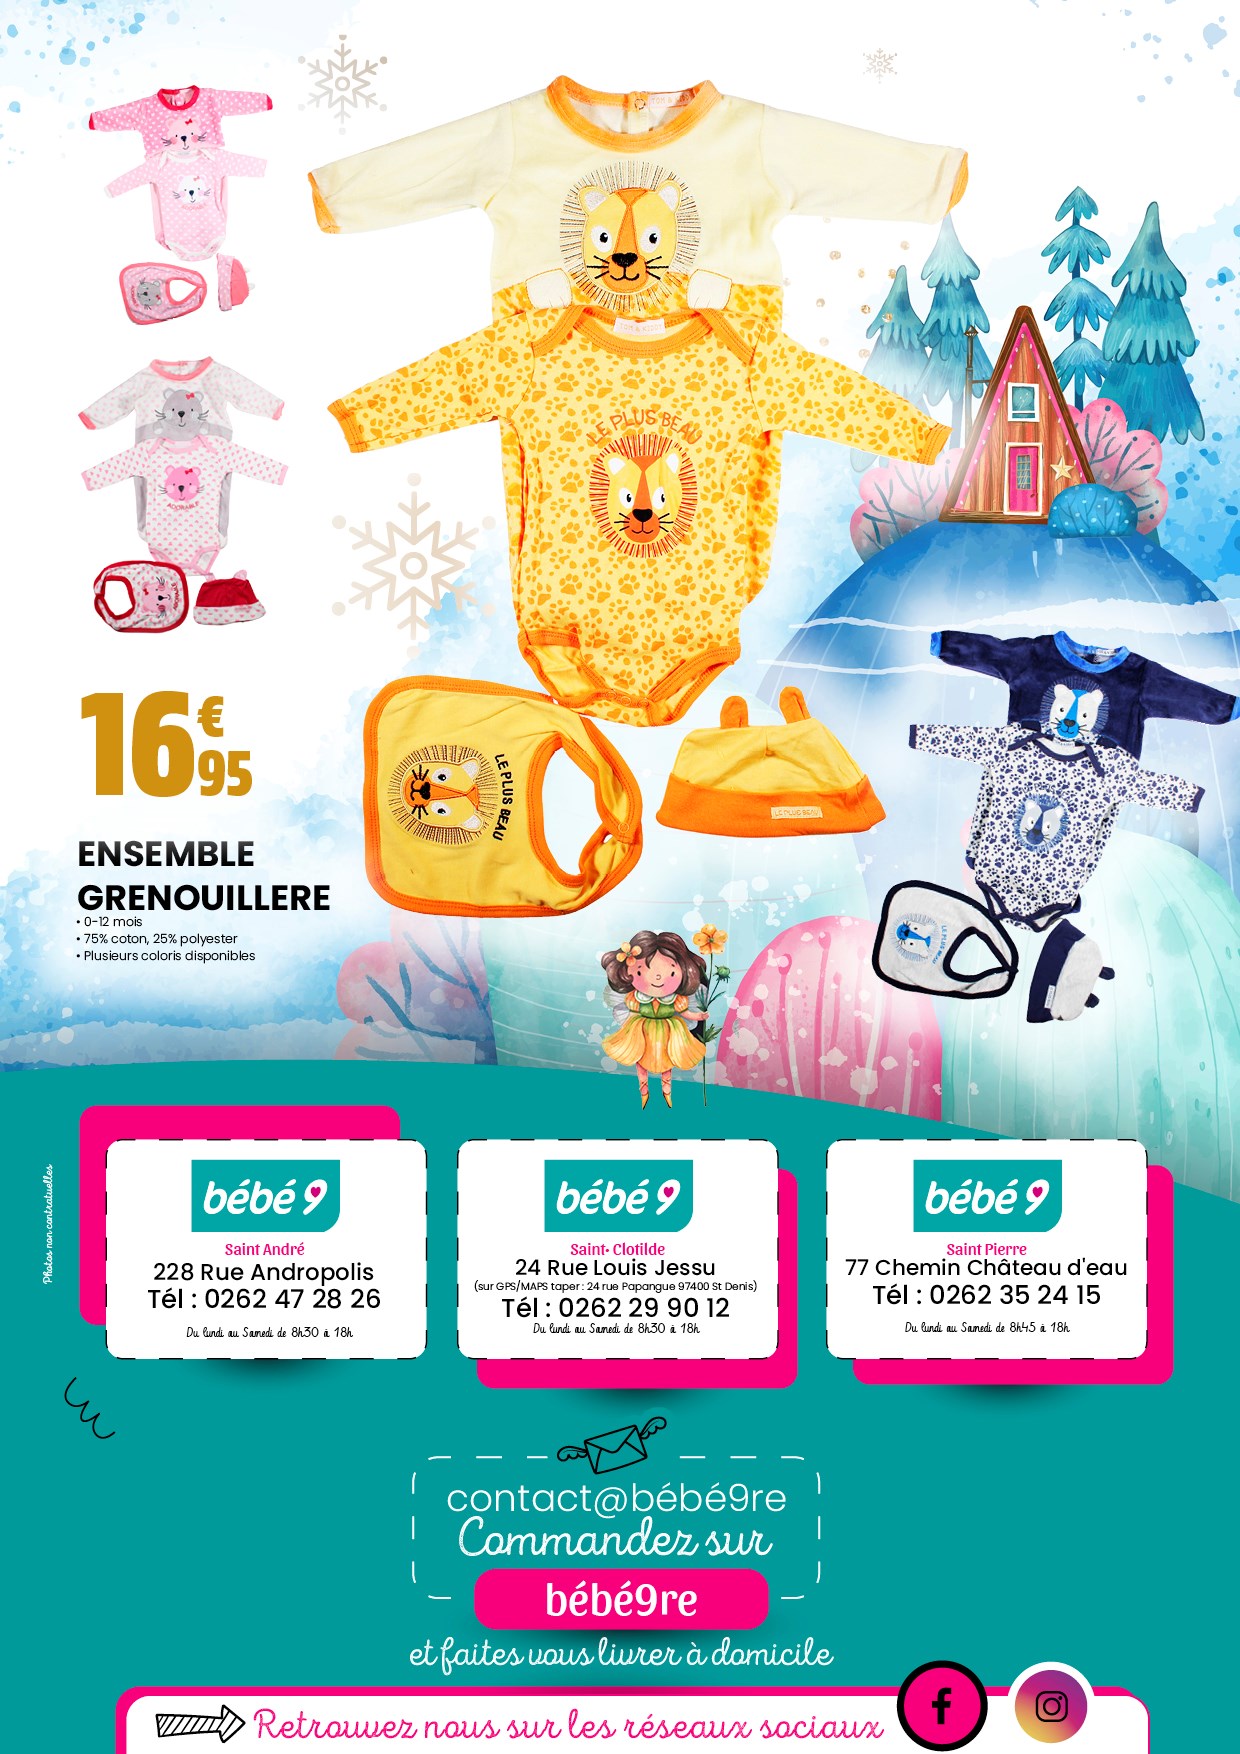 LE PLUS BEAU
LE PLUS BEAU
LE PLUS BEAU
ADORABLE
16€95
ENSEMBLE
GRENOUILLERE
• 0-12 mois
• 75% coton, 25% polyester
• Plusieurs coloris disponibles
Photos non contratuelles
bébé 9
Saint André
228 Rue Andropolis
Tél : 0262 47 28 26
Du lundi au Samedi de 8h30 à 18h
bébé 9
Saint• Clotilde
24 Rue Louis Jessu
(sur GPS/MAPS taper : 24 rue Papangue 97400 St Denis)
Tél : 0262 29 90 12
Du lundi au Samedi de 8h30 à 18h
bébé 9
Saint Pierre
77 Chemin Château d'eau
Tél : 0262 35 24 15
Du lundi au Samedi de 8h45 à 18h
contact@bébé9re
Commandez sur
bébé9re
et faites vous livrer à domicile
Retrouvez nous sur les réseaux sociaux